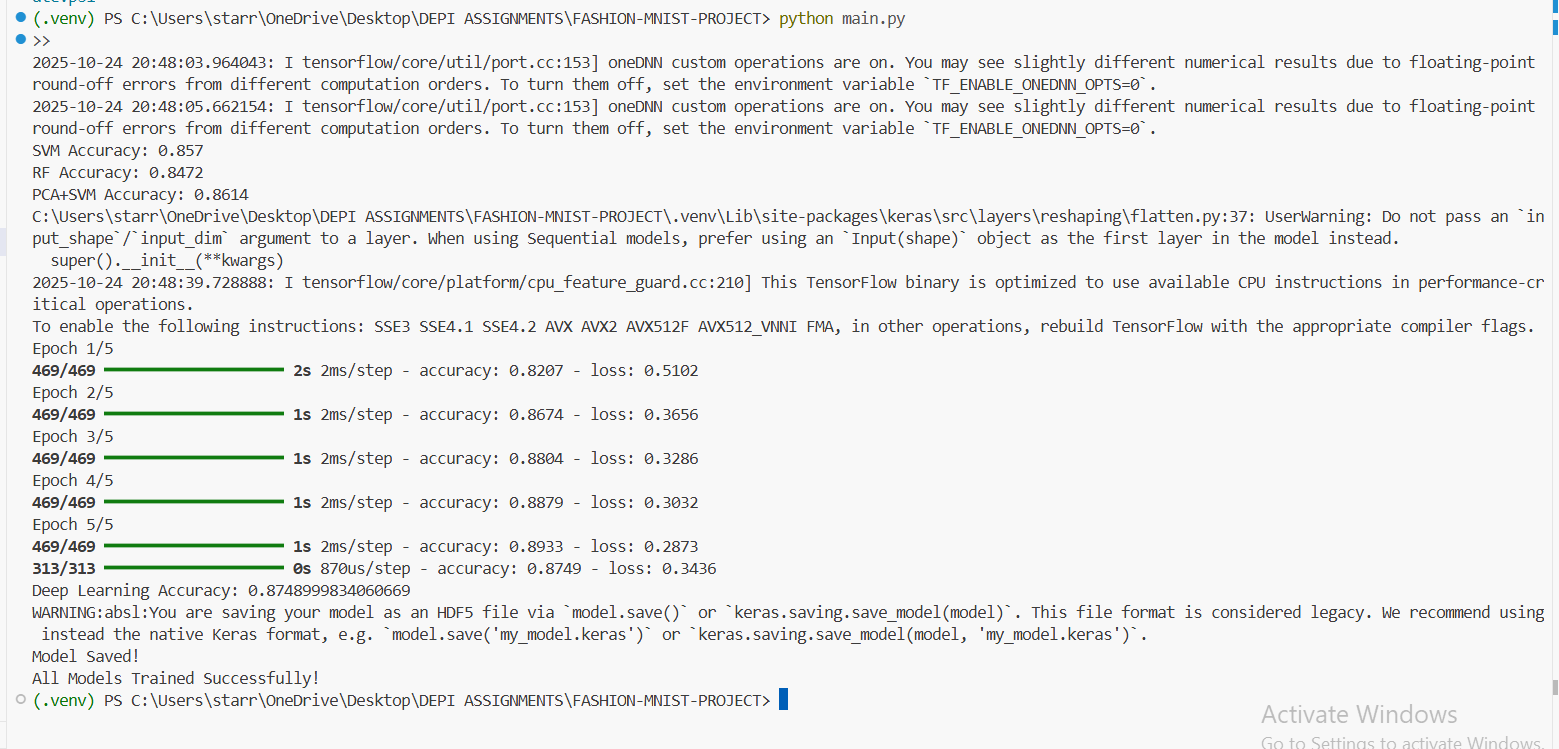 (.venv) PS C:\Users\starr\OneDrive\Desktop\DEPI ASSIGNMENTS\FASHION-MNIST-PROJECT> python main.py
>>
2025-10-24 20:48:03.964043: I tensorflow/core/util/port.cc:153] oneDNN custom operations are on. You may see slightly different numerical results due to floating-point
round-off errors from different computation orders. To turn them off, set the environment variable `TF_ENABLE_ONEDNN_OPTS=0`.
2025-10-24 20:48:05.662154: I tensorflow/core/util/port.cc:153] oneDNN custom operations are on. You may see slightly different numerical results due to floating-point
round-off errors from different computation orders. To turn them off, set the environment variable `TF_ENABLE_ONEDNN_OPTS=0`.
SVM Accuracy: 0.857
RF Accuracy: 0.8472
PCA+SVM Accuracy: 0.8614
C:\Users\starr\OneDrive\Desktop\DEPI ASSIGNMENTS\FASHION-MNIST-PROJECT\.venv\Lib\site-packages\keras\src\layers\reshaping\flatten.py:37: UserWarning: Do not pass an `in
put_shape`/`input_dim` argument to a layer. When using Sequential models, prefer using an `Input(shape)` object as the first layer in the model instead.
  super().__init__(**kwargs)
2025-10-24 20:48:39.728888: I tensorflow/core/platform/cpu_feature_guard.cc:210] This TensorFlow binary is optimized to use available CPU instructions in performance-cr
itical operations.
To enable the following instructions: SSE3 SSE4.1 SSE4.2 AVX AVX2 AVX512F AVX512_VNNI FMA, in other operations, rebuild TensorFlow with the appropriate compiler flags.
Epoch 1/5
469/469 2s 2ms/step - accuracy: 0.8207 - loss: 0.5102
Epoch 2/5
469/469 1s 2ms/step - accuracy: 0.8674 - loss: 0.3656
Epoch 3/5
469/469 1s 2ms/step - accuracy: 0.8804 - loss: 0.3286
Epoch 4/5
469/469 1s 2ms/step - accuracy: 0.8879 - loss: 0.3032
Epoch 5/5
469/469 1s 2ms/step - accuracy: 0.8933 - loss: 0.2873
313/313 0s 870us/step - accuracy: 0.8749 - loss: 0.3436
Deep Learning Accuracy: 0.8748999834060669
WARNING:absl:You are saving your model as an HDF5 file via `model.save()` or `keras.saving.save_model(model)`. This file format is considered legacy. We recommend using
 instead the native Keras format, e.g. `model.save('my_model.keras')` or `keras.saving.save_model(model, 'my_model.keras')`.
Model Saved!
All Models Trained Successfully!
(.venv) PS C:\Users\starr\OneDrive\Desktop\DEPI ASSIGNMENTS\FASHION-MNIST-PROJECT>
Activate Windows
Go to Settings to activate Windows.